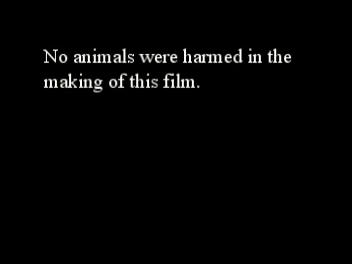 No animals were harmed in the
making of this film.